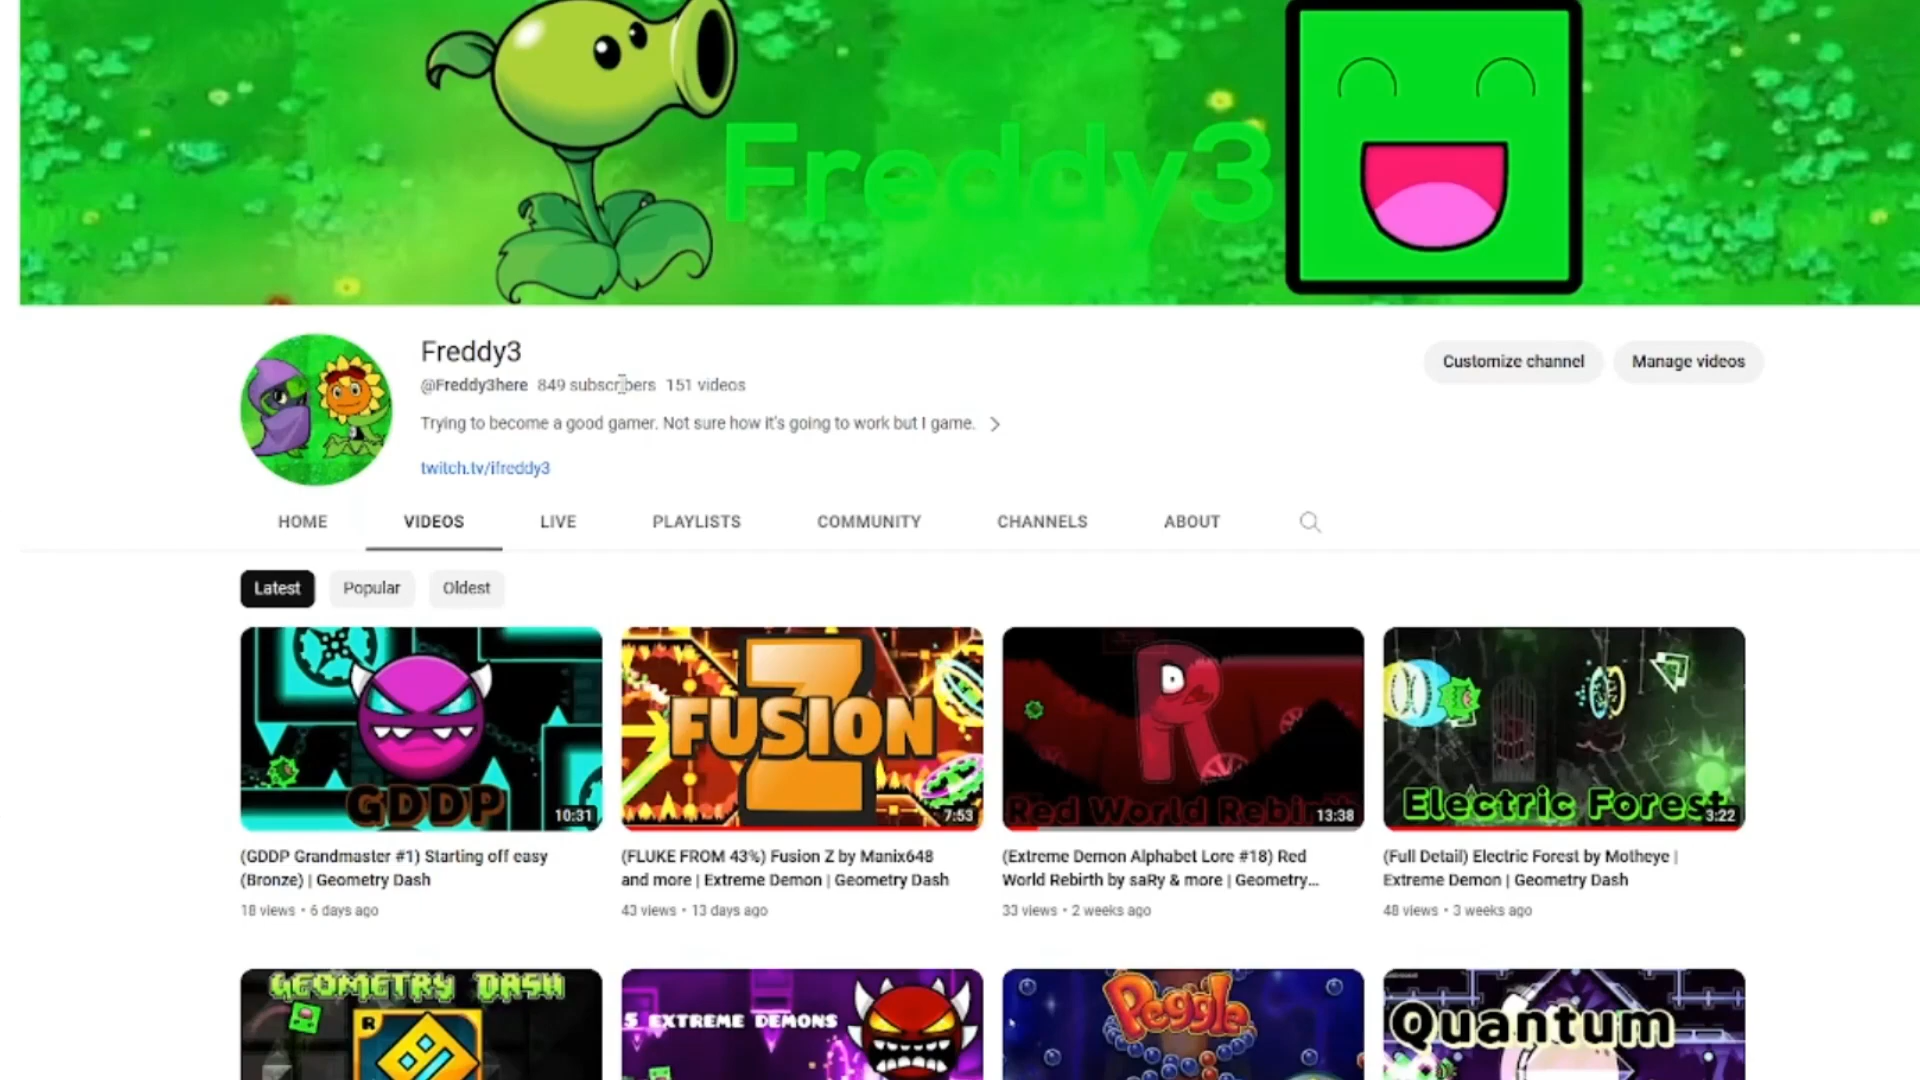 Freddy3
Freddy3
@Freddy3here 849 subscribers 151 videos
Customize channel
Manage videos
Trying to become a good gamer. Not sure how it's going to work but I game.
twitch.tv/ifreddy3
HOME VIDEOS LIVE PLAYLISTS COMMUNITY CHANNELS ABOUT
Latest Popular Oldest
GDDP
10:31
FUSION
Z
7:53
R
Red World Rebirt
13:38
Electric Forest
3:22
(GDDP Grandmaster #1) Starting off easy
(Bronze) | Geometry Dash
18 views • 6 days ago
(FLUKE FROM 43%) Fusion Z by Manix648
and more | Extreme Demon | Geometry Dash
43 views • 13 days ago
(Extreme Demon Alphabet Lore #18) Red
World Rebirth by saRy & more | Geometry...
33 views • 2 weeks ago
(Full Detail) Electric Forest by Motheye |
Extreme Demon | Geometry Dash
48 views • 3 weeks ago
GEOMETRY DASH
R
5 EXTREME DEMONS
Peggle
Quantum